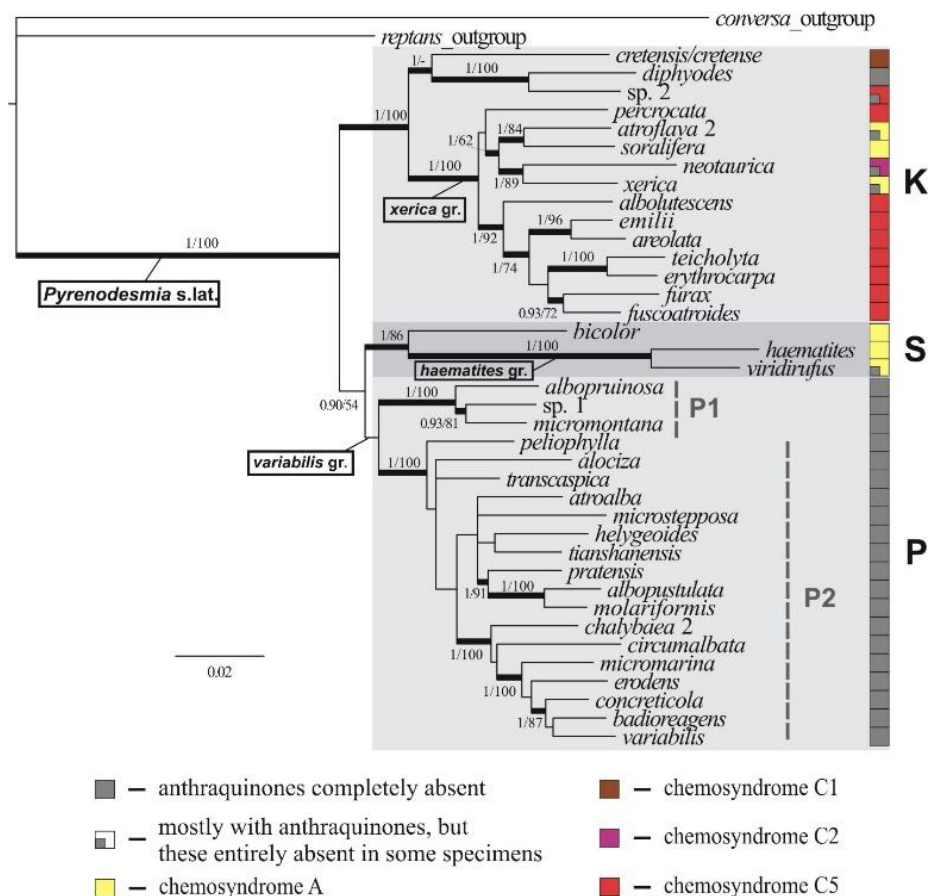 conversa_outgroup
reptans_outgroup
1/-
cretensis/cretense
1/100
diphyodes
sp. 2
1/100
percrocata
1/62
1/84
atroflava 2
soralifera
1/100
neotaurica
1/89
xerica
K
xerica gr.
albolutescens
1/96
emilii
1/92
areolata
1/100
1/74
1/100
teicholyta
erythrocarpa
Pyrenodesmia s.lat.
furax
0.93/72
fuscoatroides
1/86
bicolor
1/100
haematites
S
haematites gr.
viridirufus
0.90/54
1/100
albopruinosa
sp. 1
P1
0.93/81
micromontana
variabilis gr.
1/100
peliophylla
alociza
transcaspica
atroalba
microstepposa
helygeoides
tianshanensis
P
pratensis
1/91
1/100
albopustulata
P2
molariformis
chalybaea 2
1/100
circumalbata
micromarina
0.02
1/100
erodens
concreticola
1/87
badioreagens
variabilis
— anthraquinones completely absent
— mostly with anthraquinones, but
these entirely absent in some specimens
— chemosyndrome A
— chemosyndrome C1
— chemosyndrome C2
— chemosyndrome C5